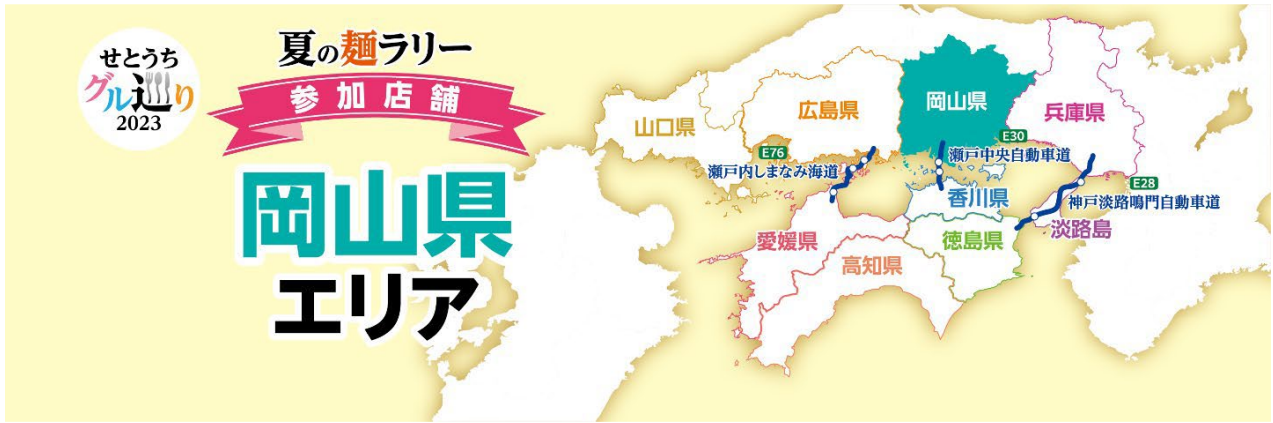 せとうち
グル巡り
2023
夏の麺ラリー
参加店舗
岡山県
エリア
山口県
広島県
岡山県
兵庫県
E76
瀬戸内しまなみ海道
E30
瀬戸中央自動車道
E28
神戸淡路鳴門自動車道
香川県
淡路島
愛媛県
徳島県
高知県